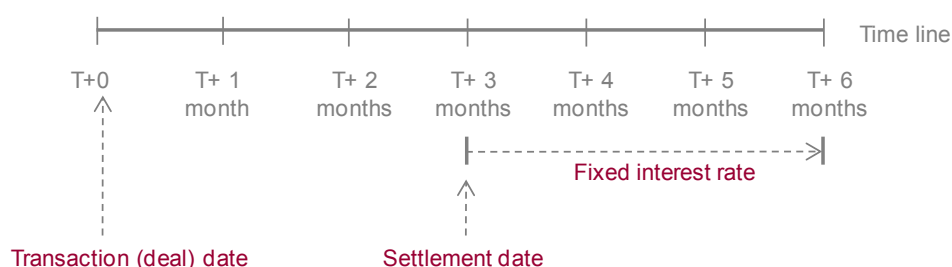 Time line
T+0 T+ 1 T+ 2 T+ 3 T+ 4 T+ 5 T+ 6
month months months months months months
Fixed interest rate
Transaction (deal) date Settlement date